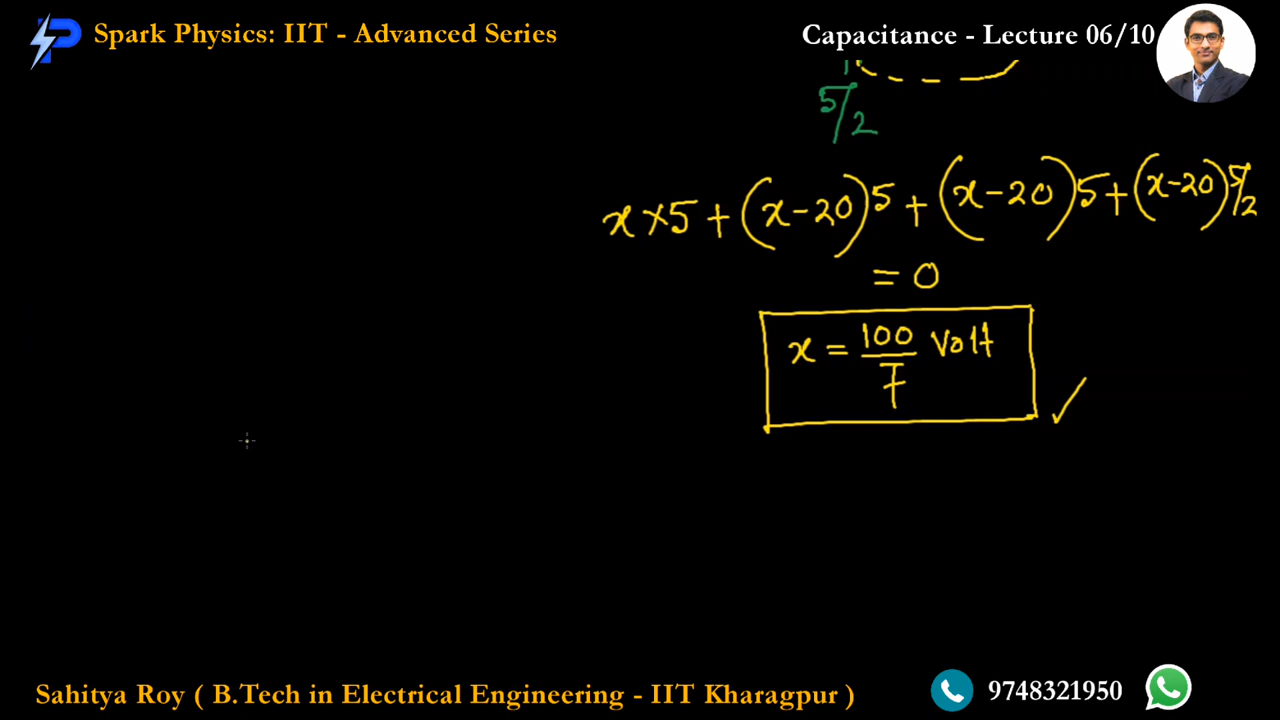 Spark Physics: IIT - Advanced Series
Capacitance - Lecture 06/10
5/2
x×5+(x-20)5+(x-20)5+(x-20)5/2
=0
x = 100/7 Volt
Sahitya Roy ( B.Tech in Electrical Engineering - IIT Kharagpur )
9748321950